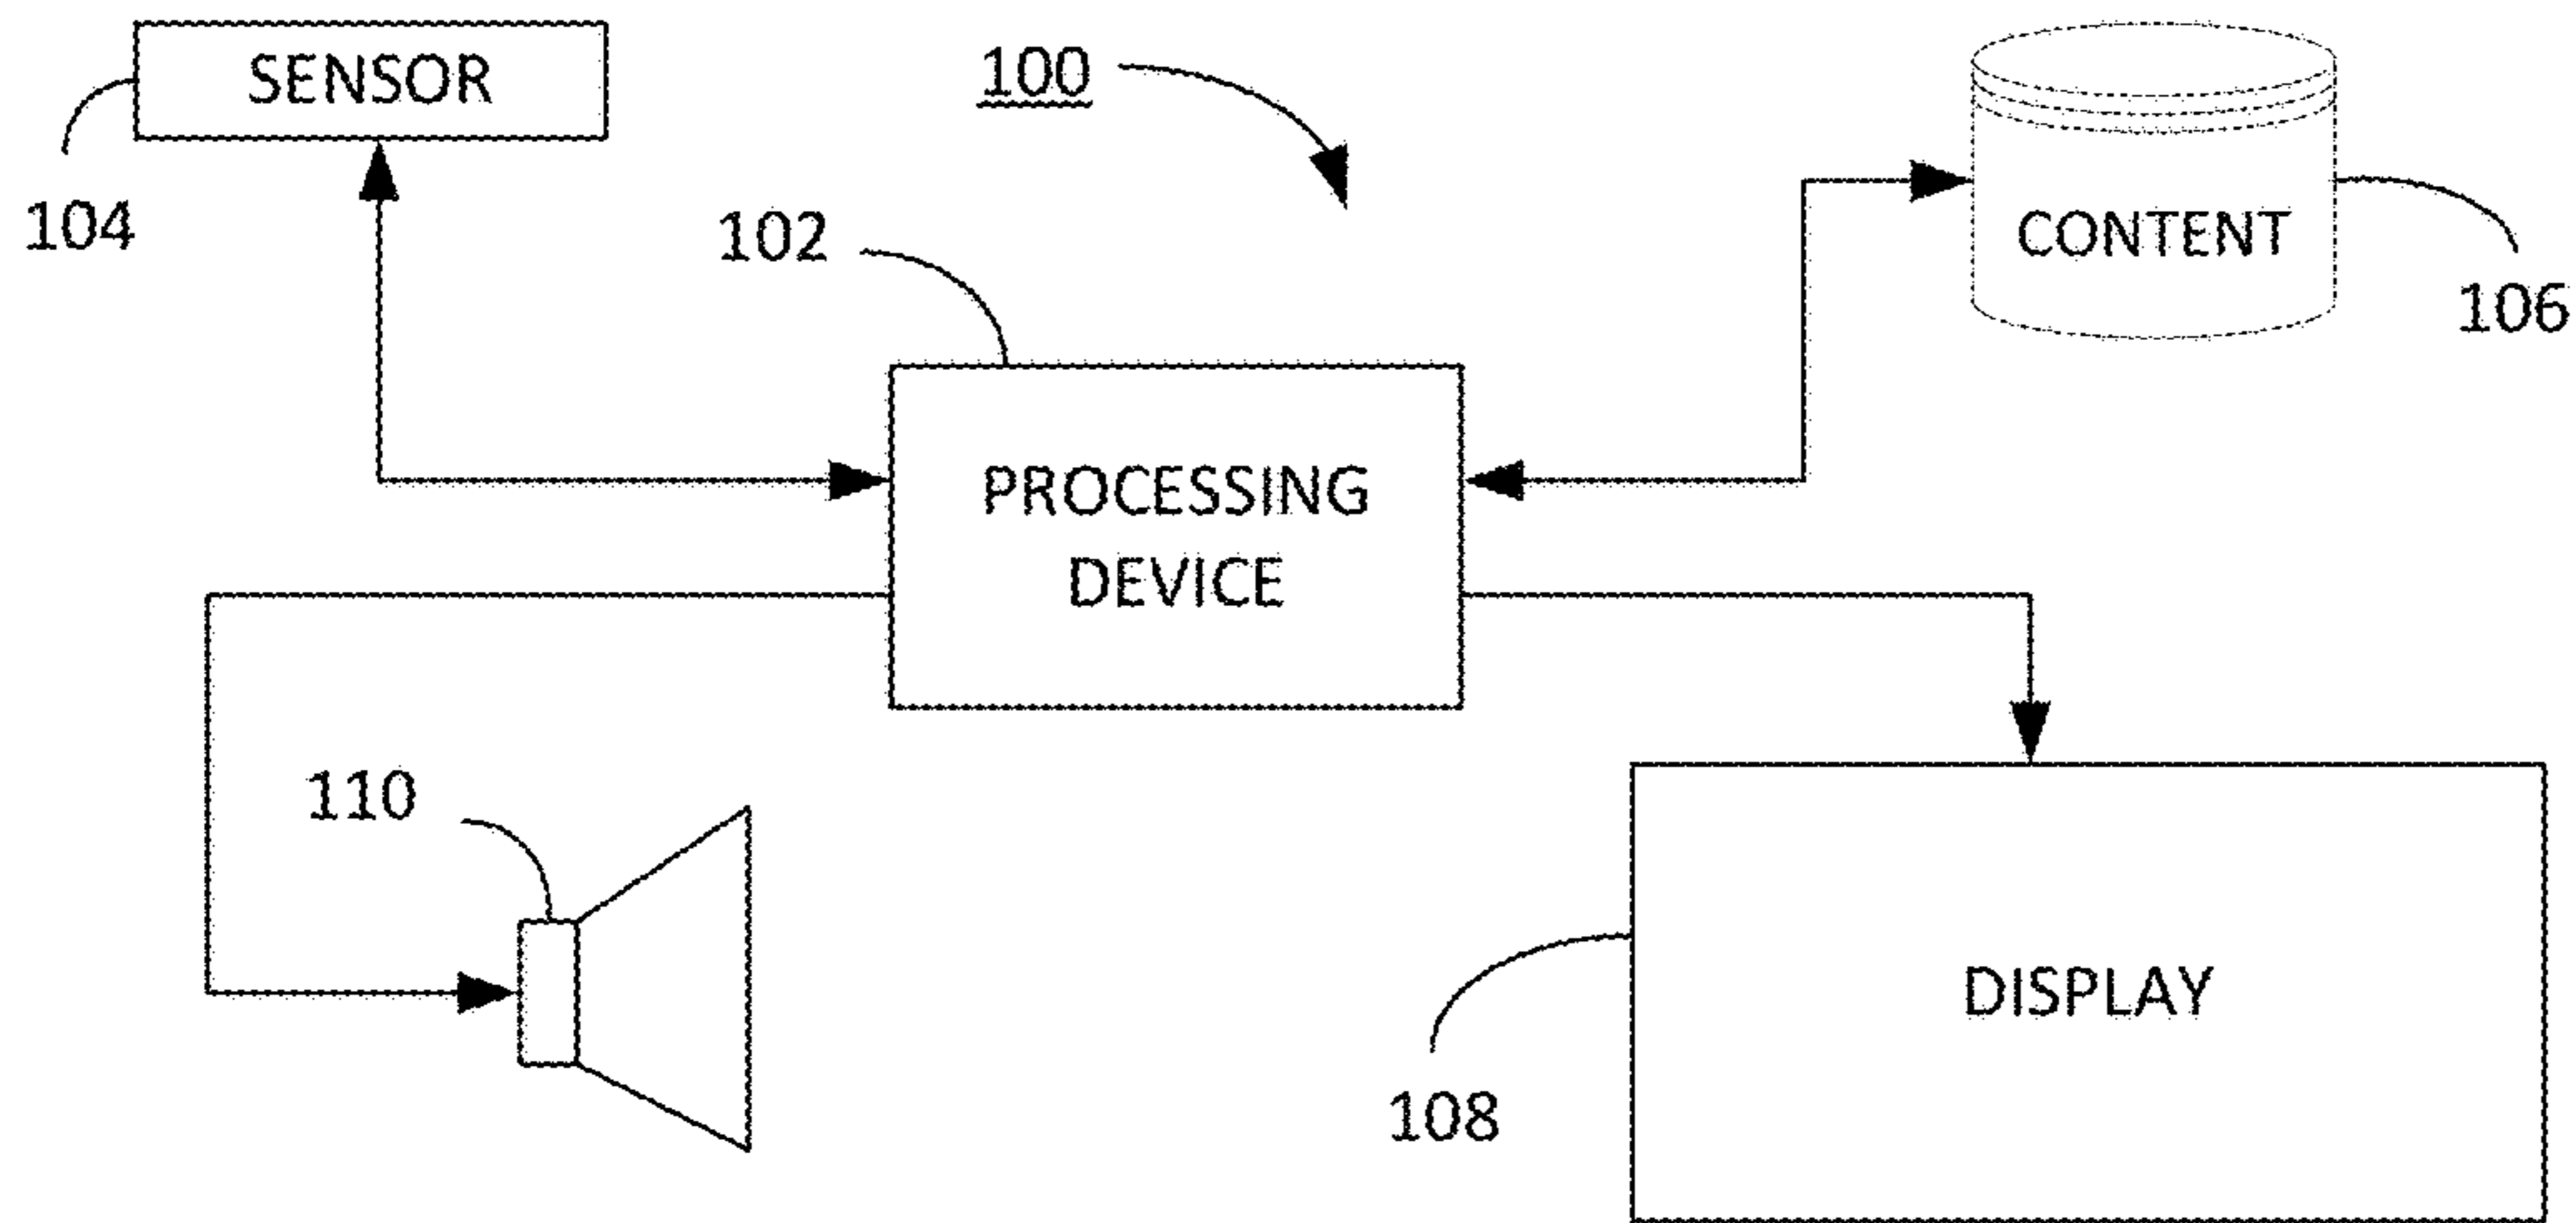 SENSOR
100
104
102
CONTENT
106
PROCESSING
DEVICE
110
DISPLAY
108